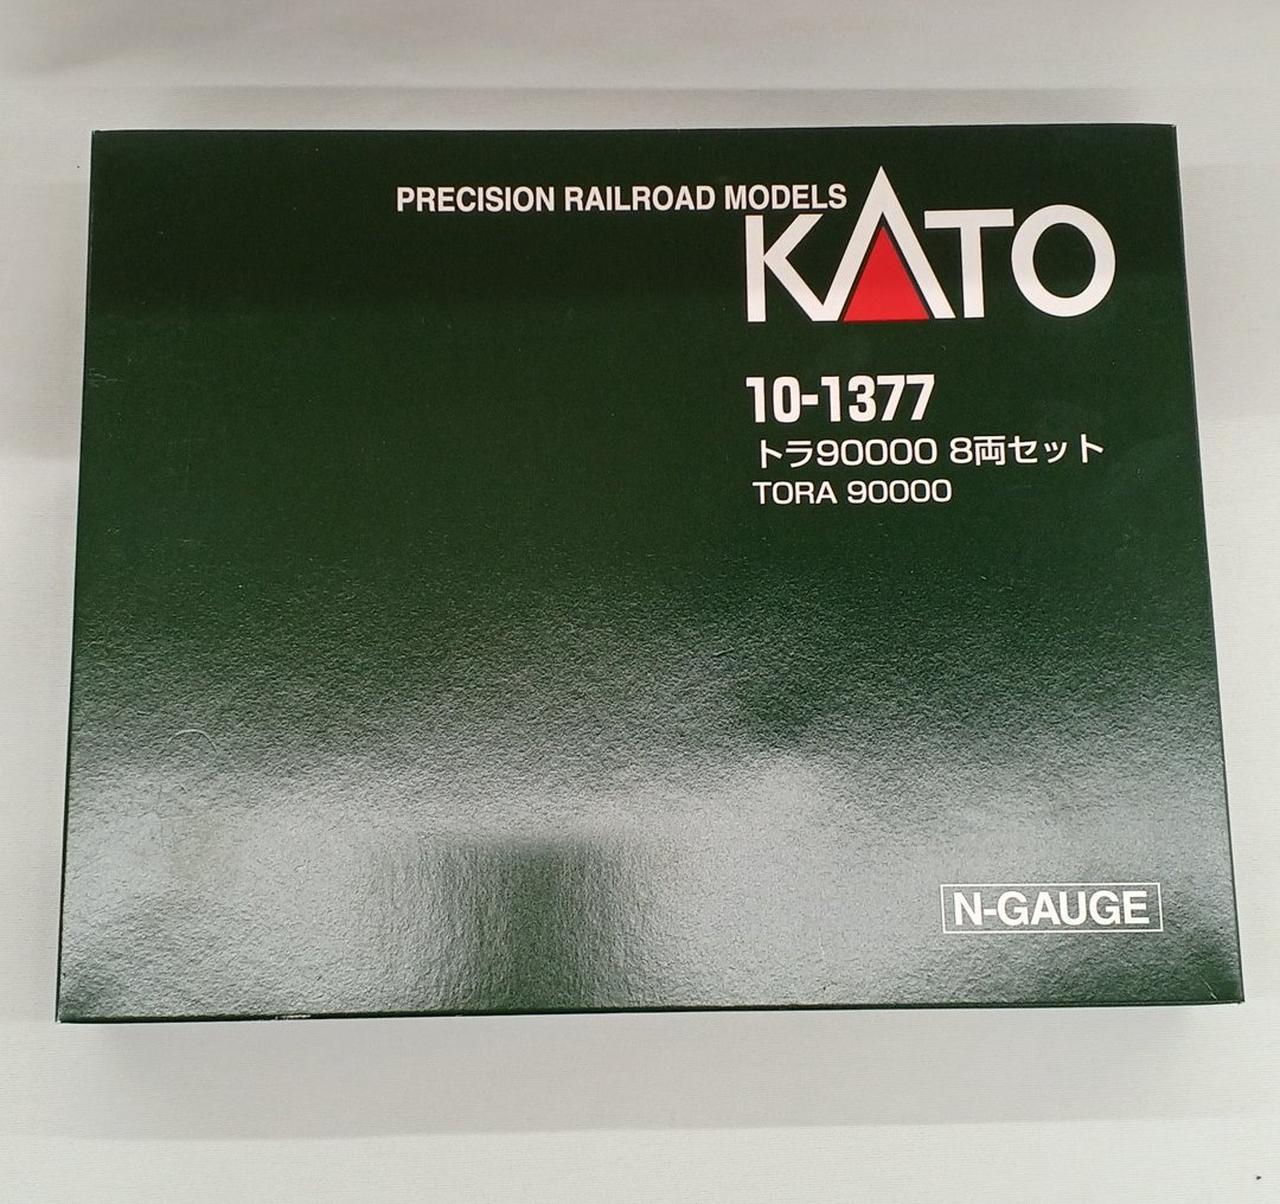 PRECISION RAILROAD MODELS
KATO
10-1377
トラ90000 8両セット
TORA 90000
N-GAUGE